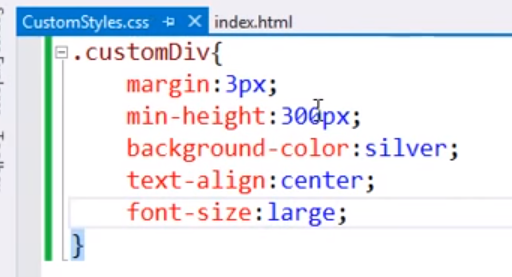 CustomStyles.css index.html
.customDiv{
margin:3px;
min-height:300px;
background-color:silver;
text-align:center;
font-size:large;
}